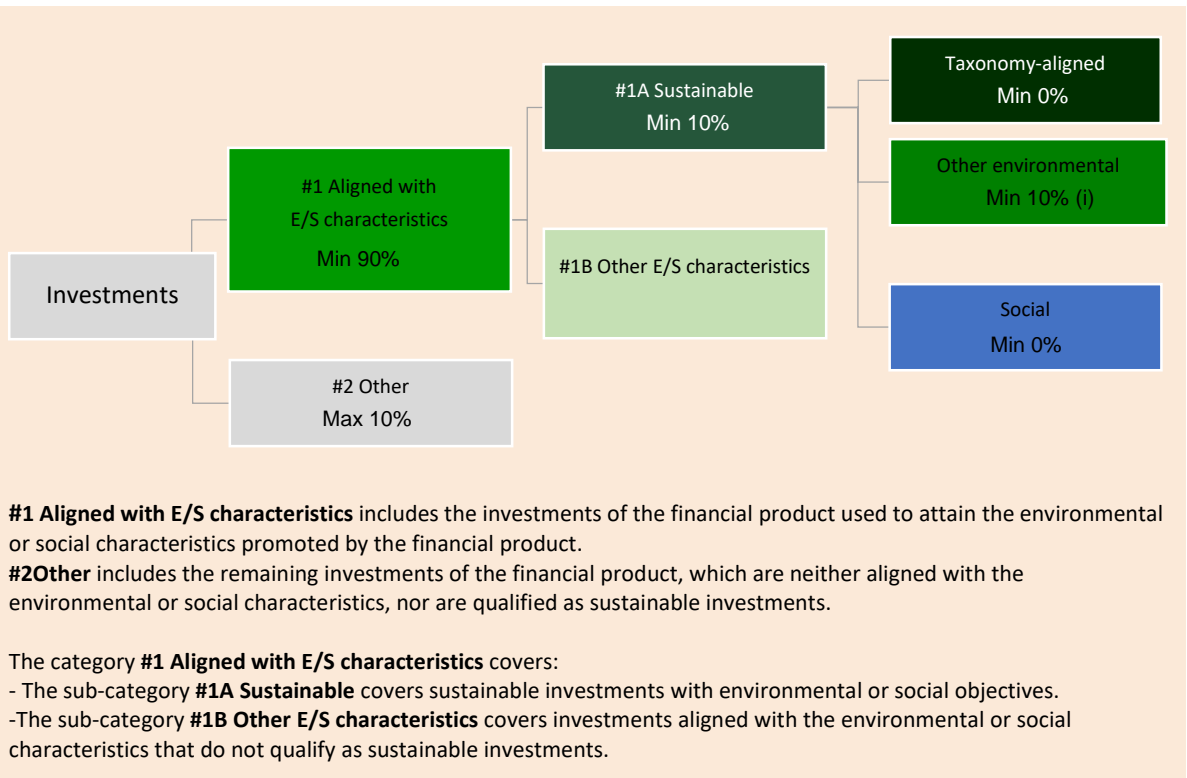 Investments
#1 Aligned with
E/S characteristics
Min 90%
#2 Other
Max 10%
#1A Sustainable
Min 10%
#1B Other E/S characteristics
Taxonomy-aligned
Min 0%
Other environmental
Min 10% (i)
Social
Min 0%
#1 Aligned with E/S characteristics includes the investments of the financial product used to attain the environmental
or social characteristics promoted by the financial product.
#2Other includes the remaining investments of the financial product, which are neither aligned with the
environmental or social characteristics, nor are qualified as sustainable investments.
The category #1 Aligned with E/S characteristics covers:
- The sub-category #1A Sustainable covers sustainable investments with environmental or social objectives.
-The sub-category #1B Other E/S characteristics covers investments aligned with the environmental or social
characteristics that do not qualify as sustainable investments.